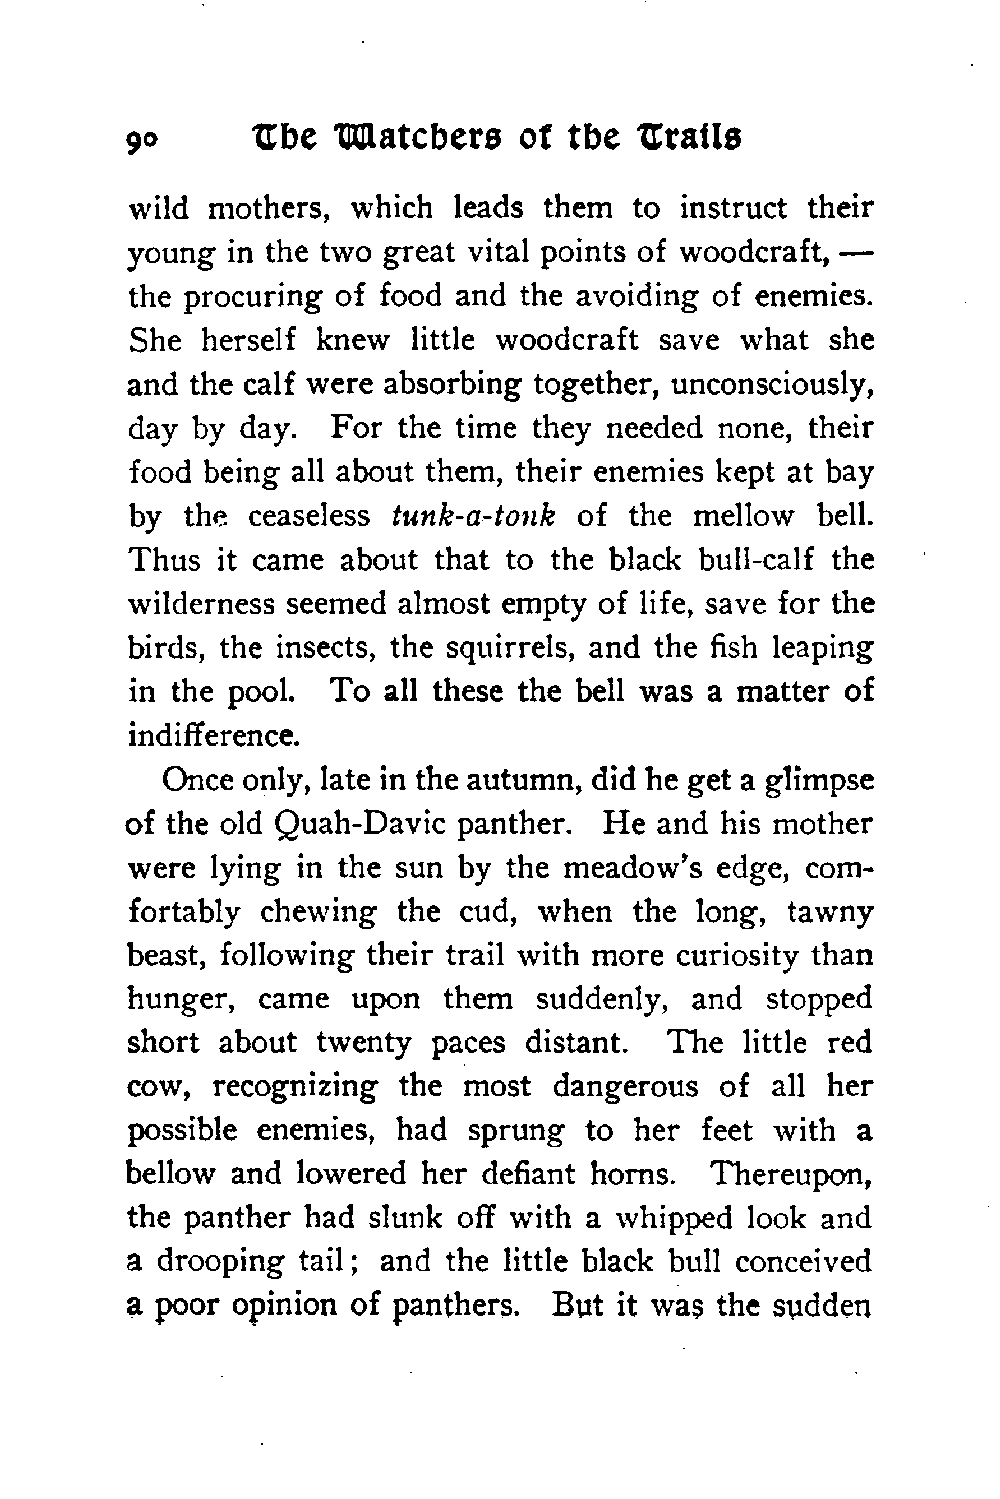 90 The Watchers of the Trails
wild mothers, which leads them to instruct their
young in the two great vital points of woodcraft, —
the procuring of food and the avoiding of enemies.
She herself knew little woodcraft save what she
and the calf were absorbing together, unconsciously,
day by day. For the time they needed none, their
food being all about them, their enemies kept at bay
by the ceaseless tunk-a-tonk of the mellow bell.
Thus it came about that to the black bull-calf the
wilderness seemed almost empty of life, save for the
birds, the insects, the squirrels, and the fish leaping
in the pool. To all these the bell was a matter of
indifference.
Once only, late in the autumn, did he get a glimpse
of the old Quah-Davic panther. He and his mother
were lying in the sun by the meadow's edge, com-
fortably chewing the cud, when the long, tawny
beast, following their trail with more curiosity than
hunger, came upon them suddenly, and stopped
short about twenty paces distant. The little red
cow, recognizing the most dangerous of all her
possible enemies, had sprung to her feet with a
bellow and lowered her defiant horns. Thereupon,
the panther had slunk off with a whipped look and
a drooping tail; and the little black bull conceived
a poor opinion of panthers. But it was the sudden